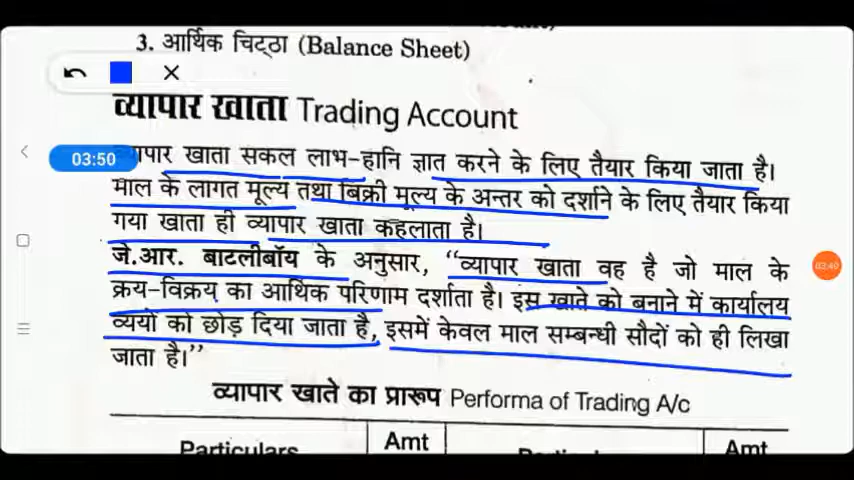 3. आर्थिक चिट्ठा (Balance Sheet)
व्यापार खाता Trading Account
03:50
व्यापार खाता सकल लाभ-हानि ज्ञात करने के लिए तैयार किया जाता है।
माल के लागत मूल्य तथा बिक्री मूल्य के अन्तर को दर्शाने के लिए तैयार किया
गया खाता ही व्यापार खाता कहलाता है।
जे.आर. बाटलीबॉय के अनुसार, “व्यापार खाता वह है जो माल के
03:40
क्रय-विक्रय का आर्थिक परिणाम दर्शाता है। इस खाते को बनाने में कार्यालय
व्ययों को छोड़ दिया जाता है, इसमें केवल माल सम्बन्धी सौदों को ही लिखा
जाता है।”
व्यापार खाते का प्रारूप Performa of Trading A/c
Particulars Amt Amt